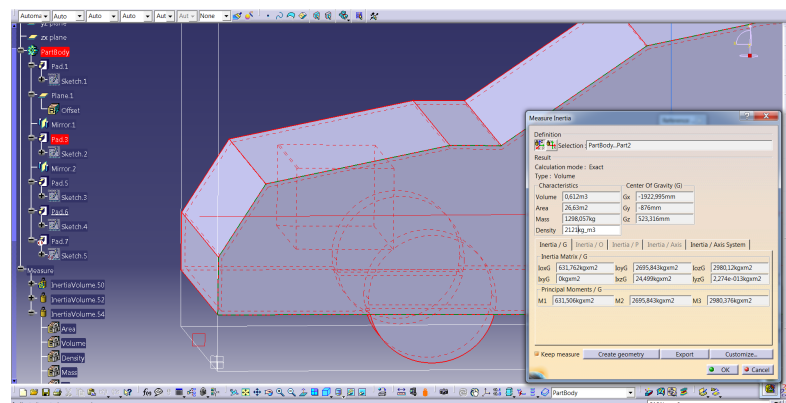 Automa Auto Auto Auto Aut Aut None
yz plane
zx plane
PartBody
Pad.1
Sketch.1
Plane.1
Offset
Mirror.1
Pad.3
Sketch.2
Mirror.2
Pad.5
Sketch.3
Pad.6
Sketch.4
Pad.7
Sketch.5
Measure
InertiaVolume.50
InertiaVolume.52
InertiaVolume.54
Area
Volume
Density
Mass
Measure Inertia
Definition
Selection : PartBody...Part2
Result
Calculation mode : Exact
Type : Volume
Characteristics Center Of Gravity (G)
Volume 0,612m3 Gx -1922,995mm
Area 26,63m2 Gy -876mm
Mass 1298,057kg Gz 523,316mm
Density 2121kg_m3
Inertia / G Inertia / O Inertia / P Inertia / Axis Inertia / Axis System
Inertia Matrix / G
IoxG 631,762kgxm2 IoyG 2695,843kgxm2 IozG 2980,12kgxm2
IxyG 0kgxm2 IxzG 24,499kgxm2 IyzG 2,274e-013kgxm2
Principal Moments / G
M1 631,506kgxm2 M2 2695,843kgxm2 M3 2980,376kgxm2
Keep measure Create geometry Export Customize...
OK Cancel
PartBody